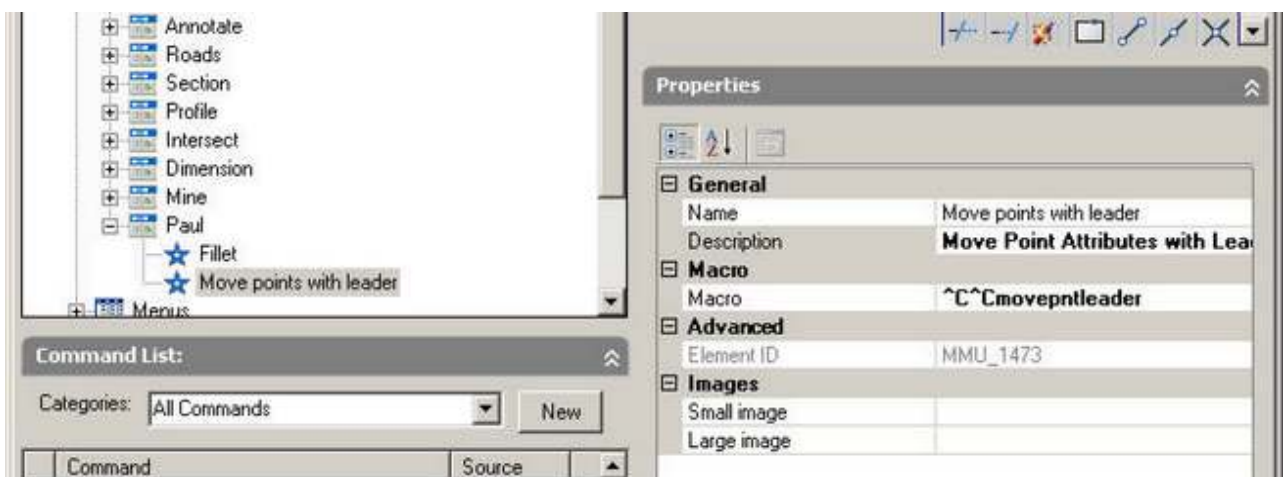 Annotate
Roads
Section
Profile
Intersect
Dimension
Mine
Paul
Fillet
Move points with leader
Menus
Command List:
Categories: All Commands New
Command Source
Properties
General
Name Move points with leader
Description Move Point Attributes with Lea
Macro
Macro ^C^Cmovepntleader
Advanced
Element ID MMU_1473
Images
Small image
Large image